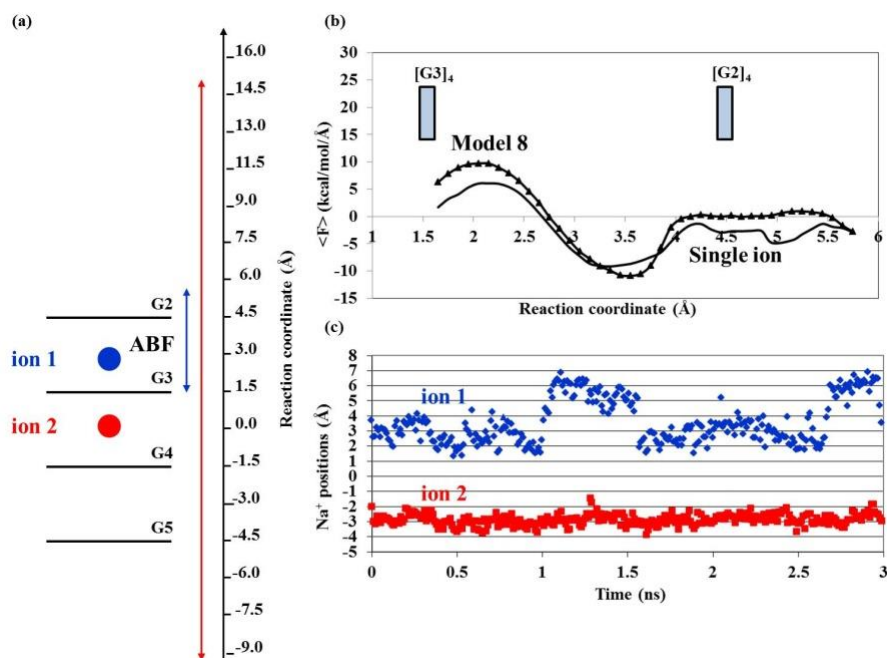 (a)
16.0
14.5
13.0
11.5
9.0
7.5
6.0
4.5
3.0
1.5
0.0
-1.5
-3.0
-4.5
-6.0
-7.5
-9.0
Reaction coordinate (Å)
G2
ABF
ion 1
G3
ion 2
G4
G5
(b)
30
25
20
15
10
5
0
-5
-10
-15
<F> (kcal/mol/Å)
[G3]4
[G2]4
Model 8
Single ion
1 1.5 2 2.5 3 3.5 4 4.5 5 5.5 6
Reaction coordinate (Å)
(c)
8
7
6
5
4
3
2
1
0
-1
-2
-3
-4
-5
Na+ positions (Å)
ion 1
ion 2
0 0.5 1 1.5 2 2.5 3
Time (ns)